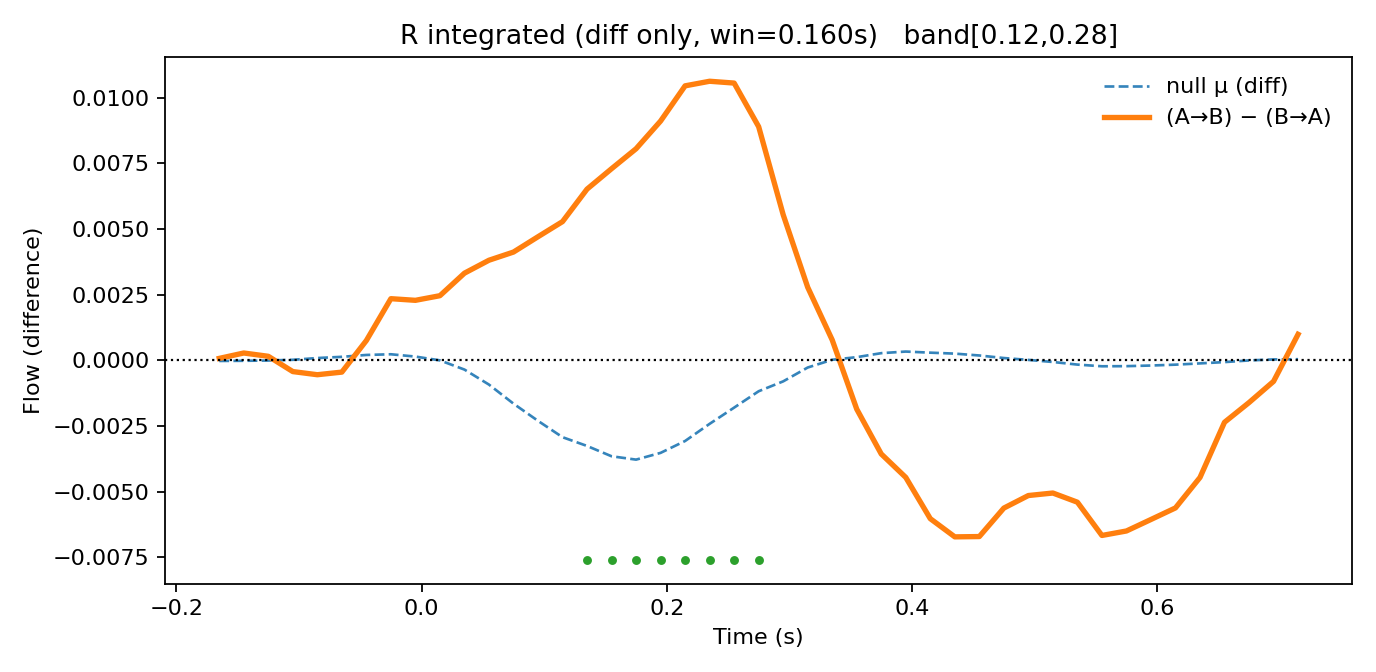 R integrated (diff only, win=0.160s)   band[0.12,0.28]
null μ (diff)
(A→B) − (B→A)
Flow (difference)
0.0100
0.0075
0.0050
0.0025
0.0000
−0.0025
−0.0050
−0.0075
−0.2
0.0
0.2
0.4
0.6
Time (s)